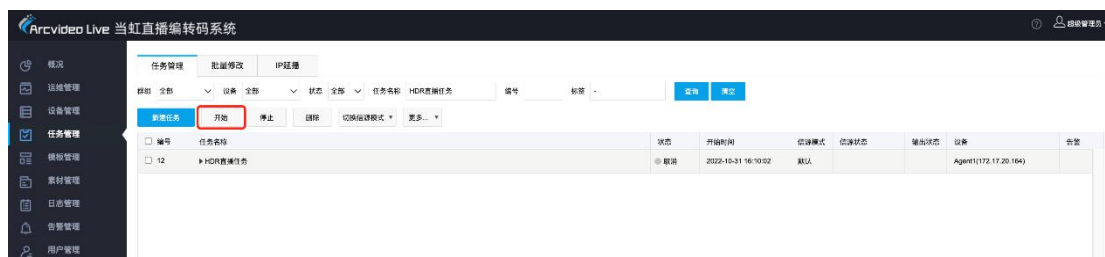 Arcvideo Live 当虹直播编转码系统
超级管理员
概况
运维管理
设备管理
任务管理
模板管理
素材管理
日志管理
告警管理
用户管理
任务管理 批量修改 IP延播
群组 全部 设备 全部 状态 全部 任务名称 HDR直播任务 编号 标签 - 查询 清空
新建任务 开始 停止 删除 切换信源模式 更多...
编号 任务名称 状态 开始时间 信源模式 信源状态 输出状态 设备 告警
12 HDR直播任务 取消 2022-10-31 16:10:02 默认 Agent1(172.17.20.164)